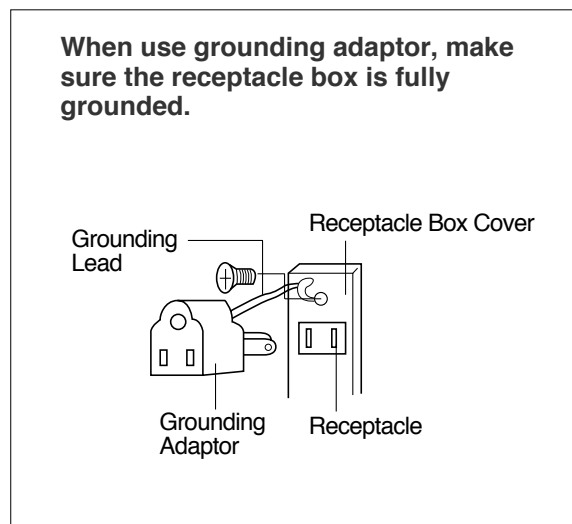 When use grounding adaptor, make
sure the receptacle box is fully
grounded.
Receptacle Box Cover
Grounding
Lead
Grounding
Adaptor
Receptacle